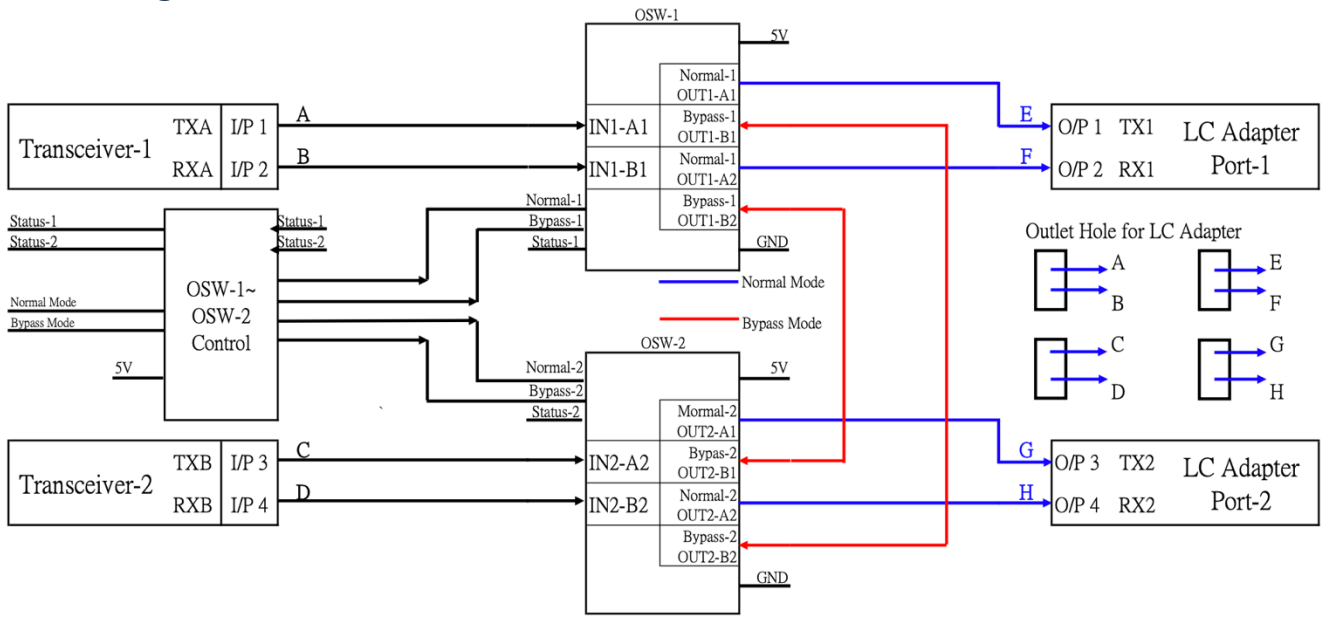 OSW-1
5V
Normal-1
OUT1-A1
Bypass-1
OUT1-B1
Normal-1
OUT1-A2
Bypass-1
OUT1-B2
IN1-A1
IN1-B1
GND
Transceiver-1
TXA
I/P 1
RXA
I/P 2
A
B
E
F
O/P 1
TX1
O/P 2
RX1
LC Adapter
Port-1
Normal-1
Bypass-1
Status-1
Status-1
Status-2
Status-1
Status-2
Normal Mode
Bypass Mode
5V
OSW-1~
OSW-2
Control
Normal Mode
Bypass Mode
Outlet Hole for LC Adapter
A
B
E
F
C
D
G
H
OSW-2
5V
Normal-2
Bypass-2
Status-2
Mormal-2
OUT2-A1
Bypas-2
OUT2-B1
Normal-2
OUT2-A2
Bypass-2
OUT2-B2
IN2-A2
IN2-B2
GND
Transceiver-2
TXB
I/P 3
RXB
I/P 4
C
D
G
H
O/P 3
TX2
O/P 4
RX2
LC Adapter
Port-2